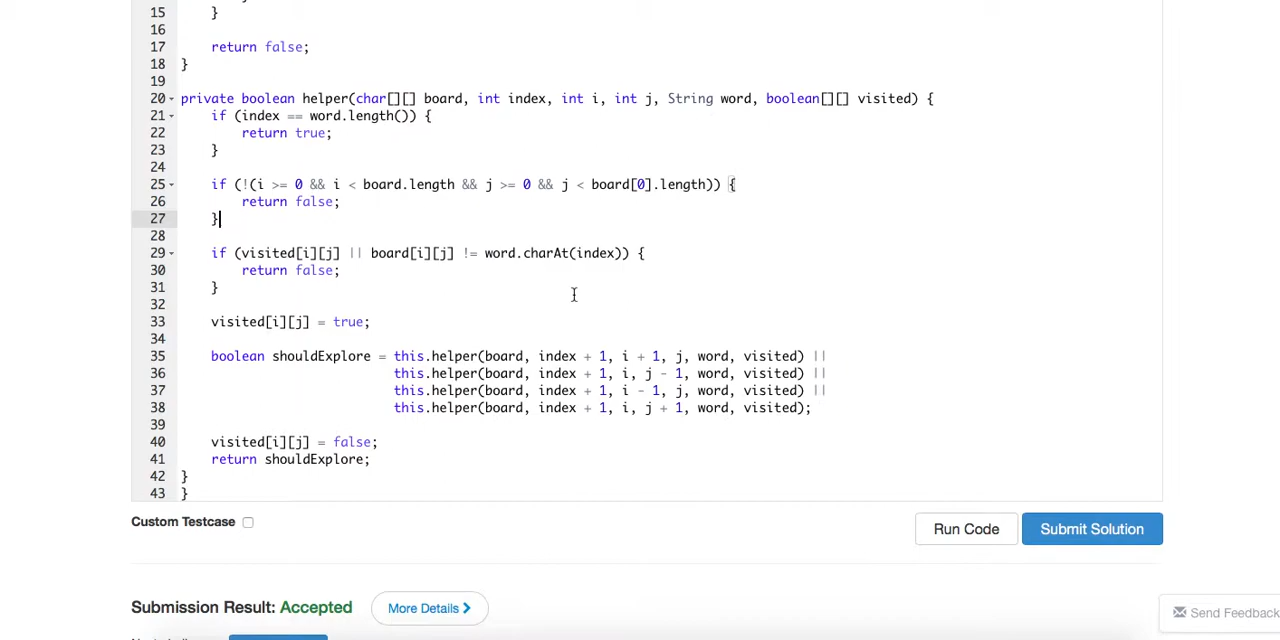 15 }
16
17 return false;
18 }
19
20 private boolean helper(char[][] board, int index, int i, int j, String word, boolean[][] visited) {
21 if (index == word.length()) {
22 return true;
23 }
24
25 if (!(i >= 0 && i < board.length && j >= 0 && j < board[0].length)) {
26 return false;
27 }
28
29 if (visited[i][j] || board[i][j] != word.charAt(index)) {
30 return false;
31 }
32
33 visited[i][j] = true;
34
35 boolean shouldExplore = this.helper(board, index + 1, i + 1, j, word, visited) ||
36 this.helper(board, index + 1, i, j - 1, word, visited) ||
37 this.helper(board, index + 1, i - 1, j, word, visited) ||
38 this.helper(board, index + 1, i, j + 1, word, visited);
39
40 visited[i][j] = false;
41 return shouldExplore;
42 }
43 }
Custom Testcase
Run Code
Submit Solution
Submission Result: Accepted
More Details
Send Feedback